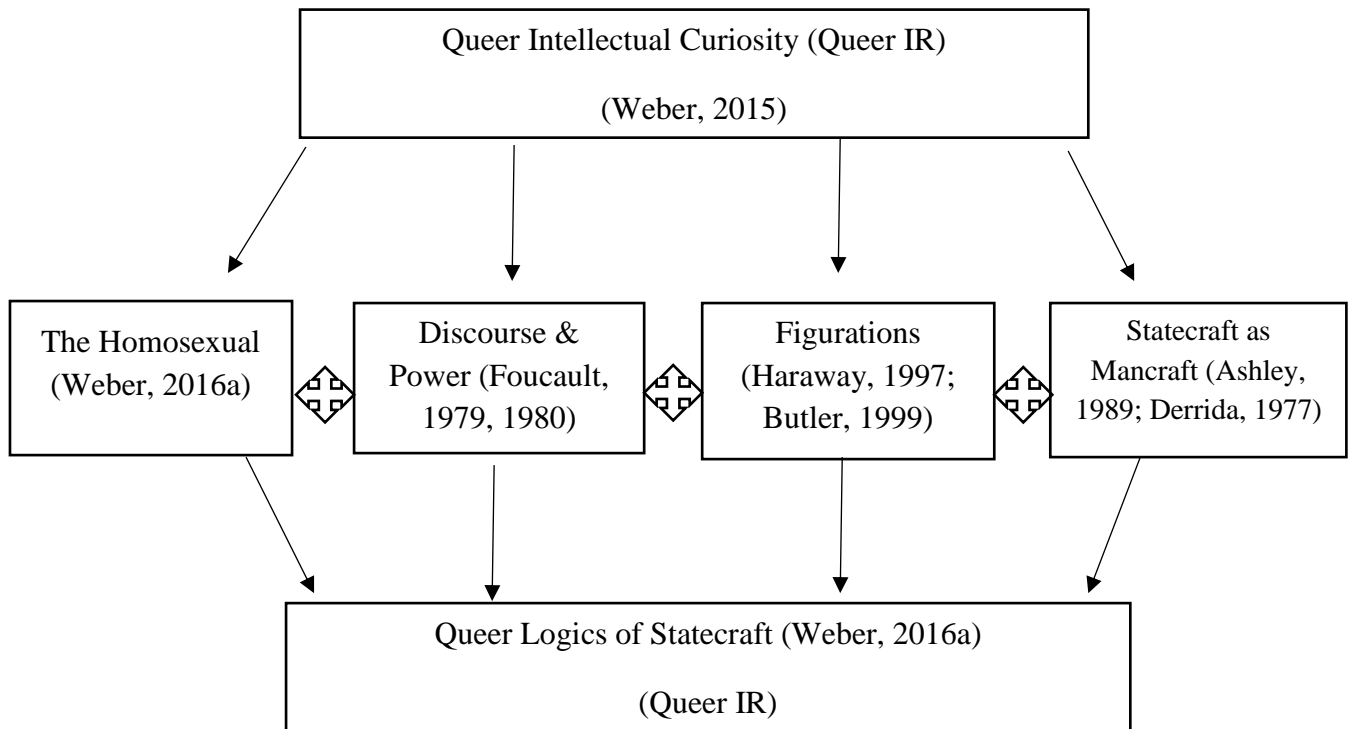 Queer Intellectual Curiosity (Queer IR)
(Weber, 2015)
The Homosexual
(Weber, 2016a)
Discourse &
Power (Foucault,
1979, 1980)
Figurations
(Haraway, 1997;
Butler, 1999)
Statecraft as
Mancraft (Ashley,
1989; Derrida, 1977)
Queer Logics of Statecraft (Weber, 2016a)
(Queer IR)